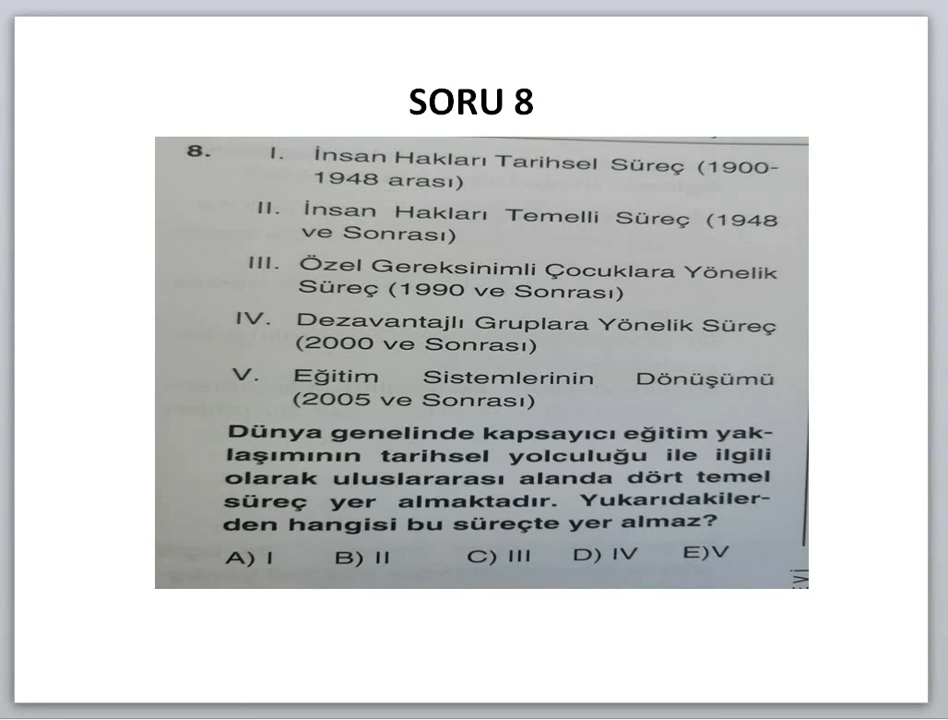 SORU 8
8. I. İnsan Hakları Tarihsel Süreç (1900-
1948 arası)
II. İnsan Hakları Temelli Süreç (1948
ve Sonrası)
III. Özel Gereksinimli Çocuklara Yönelik
Süreç (1990 ve Sonrası)
IV. Dezavantajlı Gruplara Yönelik Süreç
(2000 ve Sonrası)
V. Eğitim Sistemlerinin Dönüşümü
(2005 ve Sonrası)
Dünya genelinde kapsayıcı eğitim yak-
laşımının tarihsel yolculuğu ile ilgili
olarak uluslararası alanda dört temel
süreç yer almaktadır. Yukarıdakiler-
den hangisi bu süreçte yer almaz?
A) I B) II C) III D) IV E)V